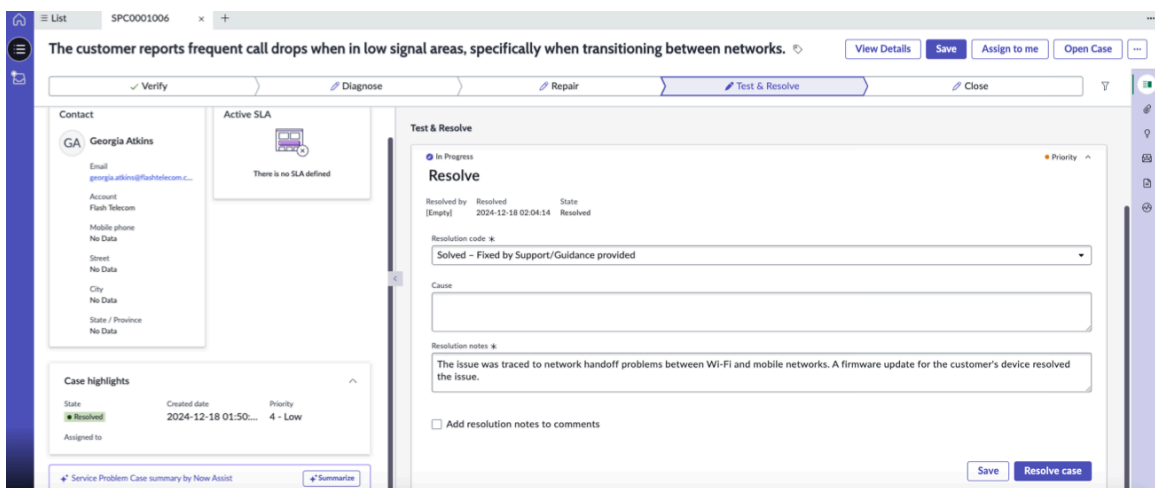 List
SPC0001006
The customer reports frequent call drops when in low signal areas, specifically when transitioning between networks.
View Details
Save
Assign to me
Open Case
Verify
Diagnose
Repair
Test & Resolve
Close
Contact
GA
Georgia Atkins
Email
georgia.atkins@flashtelecom.c...
Account
Flash Telecom
Mobile phone
No Data
Street
No Data
City
No Data
State / Province
No Data
Active SLA
There is no SLA defined
Case highlights
State
Created date
Priority
Resolved
2024-12-18 01:50:...
4 - Low
Assigned to
Service Problem Case summary by Now Assist
Summarize
Test & Resolve
In Progress
Priority
Resolve
Resolved by
Resolved
State
[Empty]
2024-12-18 02:04:14
Resolved
Resolution code *
Solved – Fixed by Support/Guidance provided
Cause
Resolution notes *
The issue was traced to network handoff problems between Wi-Fi and mobile networks. A firmware update for the customer's device resolved
the issue.
Add resolution notes to comments
Save
Resolve case